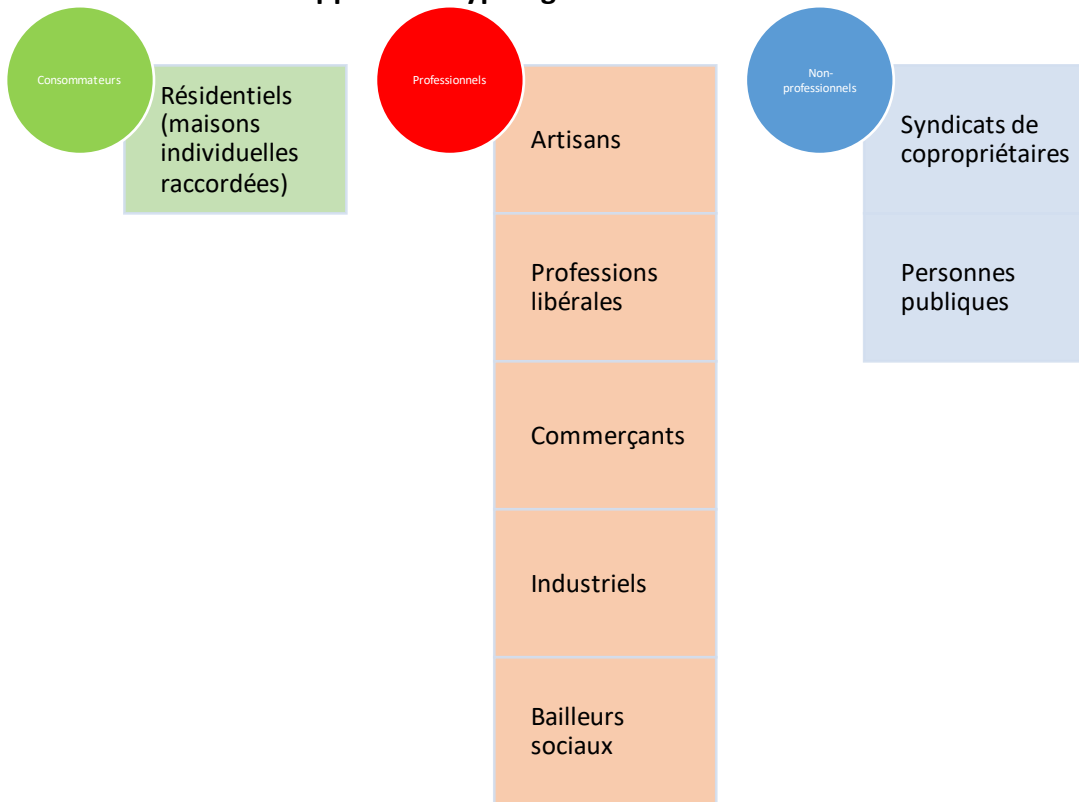 Consommateurs
Résidentiels
(maisons
individuelles
raccordées)
Professionnels
Artisans
Professions
libérales
Commerçants
Industriels
Bailleurs
sociaux
Non-
professionnels
Syndicats de
copropriétaires
Personnes
publiques